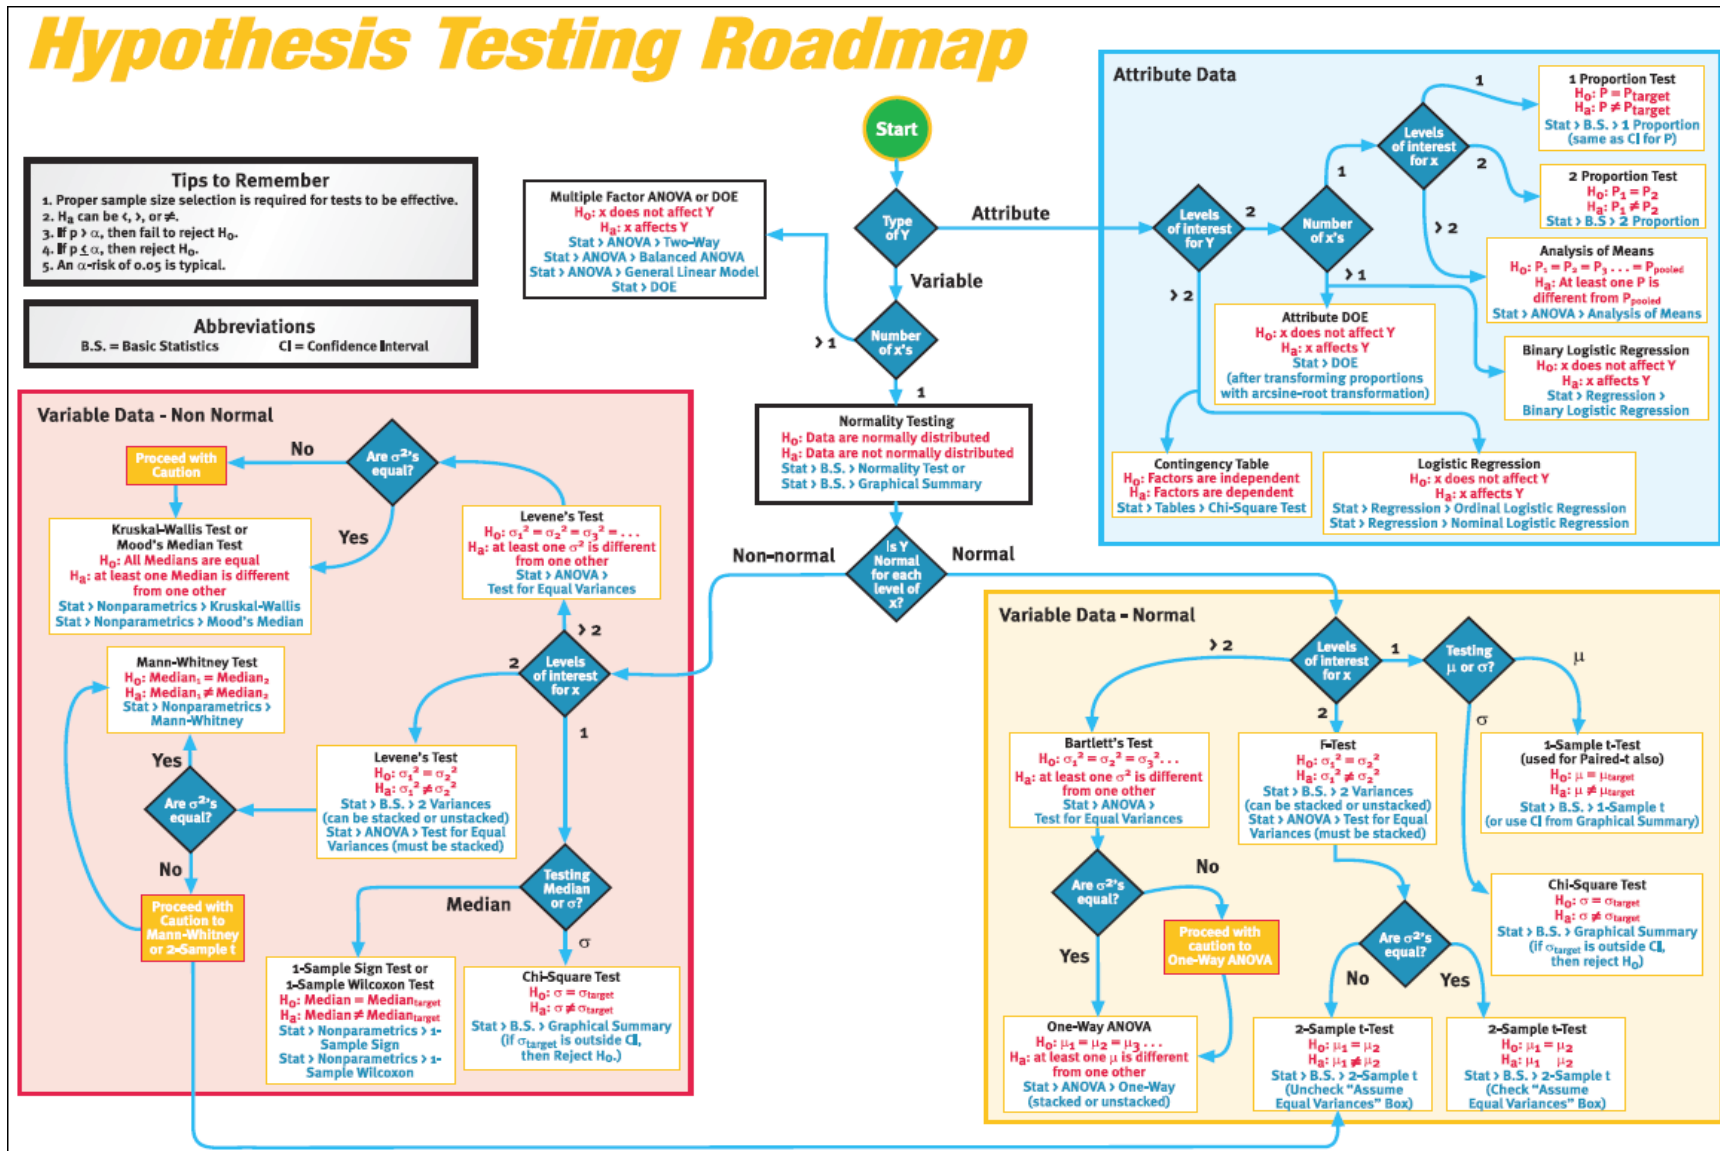 Hypothesis Testing Roadmap
Tips to Remember
1. Proper sample size selection is required for tests to be effective.
2. Ha can be <, >, or ≠.
3. If p > α, then fail to reject H0.
4. If p ≤ α, then reject H0.
5. An α-risk of 0.05 is typical.
Abbreviations
B.S. = Basic Statistics CI = Confidence Interval
Start
Type
of Y
Attribute
Variable
Multiple Factor ANOVA or DOE
H0: x does not affect Y
Ha: x affects Y
Stat > ANOVA > Two-Way
Stat > ANOVA > Balanced ANOVA
Stat > ANOVA > General Linear Model
Stat > DOE
Number
of x's
> 1
1
Normality Testing
H0: Data are normally distributed
Ha: Data are not normally distributed
Stat > B.S. > Normality Test or
Stat > B.S. > Graphical Summary
Is Y
Normal
for each
level of
x?
Non-normal
Normal
Attribute Data
Levels
of interest
for Y
2
> 2
Number
of x's
1
> 1
Levels
of interest
for x
1
2
> 2
1 Proportion Test
H0: P = Ptarget
Ha: P ≠ Ptarget
Stat > B.S. > 1 Proportion
(same as CI for P)
2 Proportion Test
H0: P1 = P2
Ha: P1 ≠ P2
Stat > B.S > 2 Proportion
Analysis of Means
H0: P1 = P2 = P3 . . . = Ppooled
Ha: At least one P is
different from Ppooled
Stat > ANOVA > Analysis of Means
Attribute DOE
H0: x does not affect Y
Ha: x affects Y
Stat > DOE
(after transforming proportions
with arcsine-root transformation)
Binary Logistic Regression
H0: x does not affect Y
Ha: x affects Y
Stat > Regression >
Binary Logistic Regression
Contingency Table
H0: Factors are independent
Ha: Factors are dependent
Stat > Tables > Chi-Square Test
Logistic Regression
H0: x does not affect Y
Ha: x affects Y
Stat > Regression > Ordinal Logistic Regression
Stat > Regression > Nominal Logistic Regression
Variable Data - Non Normal
Proceed with
Caution
No
Are σ²'s
equal?
Yes
Kruskal-Wallis Test or
Mood's Median Test
H0: All Medians are equal
Ha: at least one Median is different
from one other
Stat > Nonparametrics > Kruskal-Wallis
Stat > Nonparametrics > Mood's Median
Levene's Test
H0: σ1² = σ2² = σ3² = . . .
Ha: at least one σ² is different
from one other
Stat > ANOVA >
Test for Equal Variances
> 2
2
Levels
of interest
for x
1
Mann-Whitney Test
H0: Median1 = Median2
Ha: Median1 ≠ Median2
Stat > Nonparametrics >
Mann-Whitney
Yes
Are σ²'s
equal?
No
Levene's Test
H0: σ1² = σ2²
Ha: σ1² ≠ σ2²
Stat > B.S. > 2 Variances
(can be stacked or unstacked)
Stat > ANOVA > Test for Equal
Variances (must be stacked)
Proceed with
Caution to
Mann-Whitney
or 2-Sample t
Testing
Median
or σ?
Median
σ
1-Sample Sign Test or
1-Sample Wilcoxon Test
H0: Median = Mediantarget
Ha: Median ≠ Mediantarget
Stat > Nonparametrics > 1-
Sample Sign
Stat > Nonparametrics > 1-
Sample Wilcoxon
Chi-Square Test
H0: σ = σtarget
Ha: σ ≠ σtarget
Stat > B.S. > Graphical Summary
(if σtarget is outside CI,
then Reject H0.)
Variable Data - Normal
> 2
Levels
of interest
for x
1
2
Testing
μ or σ?
μ
σ
Bartlett's Test
H0: σ1² = σ2² = σ3² . . .
Ha: at least one σ² is different
from one other
Stat > ANOVA >
Test for Equal Variances
F-Test
H0: σ1² = σ2²
Ha: σ1² ≠ σ2²
Stat > B.S. > 2 Variances
(can be stacked or unstacked)
Stat > ANOVA > Test for Equal
Variances (must be stacked)
1-Sample t-Test
(used for Paired-t also)
H0: μ = μtarget
Ha: μ ≠ μtarget
Stat > B.S. > 1-Sample t
(or use CI from Graphical Summary)
Are σ²'s
equal?
No
Yes
Proceed with
caution to
One-Way ANOVA
Are σ²'s
equal?
No
Yes
Chi-Square Test
H0: σ = σtarget
Ha: σ ≠ σtarget
Stat > B.S. > Graphical Summary
(if σtarget is outside CI,
then reject H0)
One-Way ANOVA
H0: μ1 = μ2 = μ3 . . .
Ha: at least one μ is different
from one other
Stat > ANOVA > One-Way
(stacked or unstacked)
2-Sample t-Test
H0: μ1 = μ2
Ha: μ1 ≠ μ2
Stat > B.S. > 2-Sample t
(Uncheck "Assume
Equal Variances" Box)
2-Sample t-Test
H0: μ1 = μ2
Ha: μ1 μ2
Stat > B.S. > 2-Sample t
(Check "Assume
Equal Variances" Box)